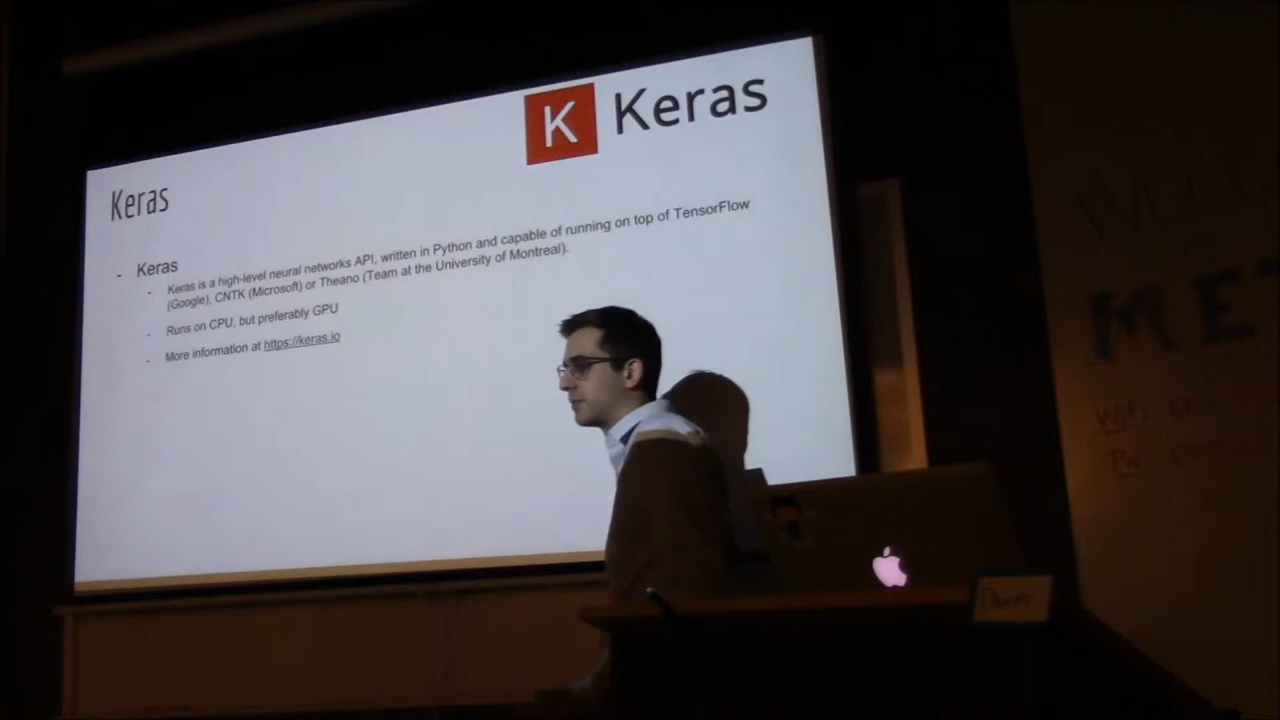 K Keras
Keras
- Keras
- Keras is a high-level neural networks API, written in Python and capable of running on top of TensorFlow
(Google), CNTK (Microsoft) or Theano (Team at the University of Montreal).
- Runs on CPU, but preferably GPU
- More information at https://keras.io